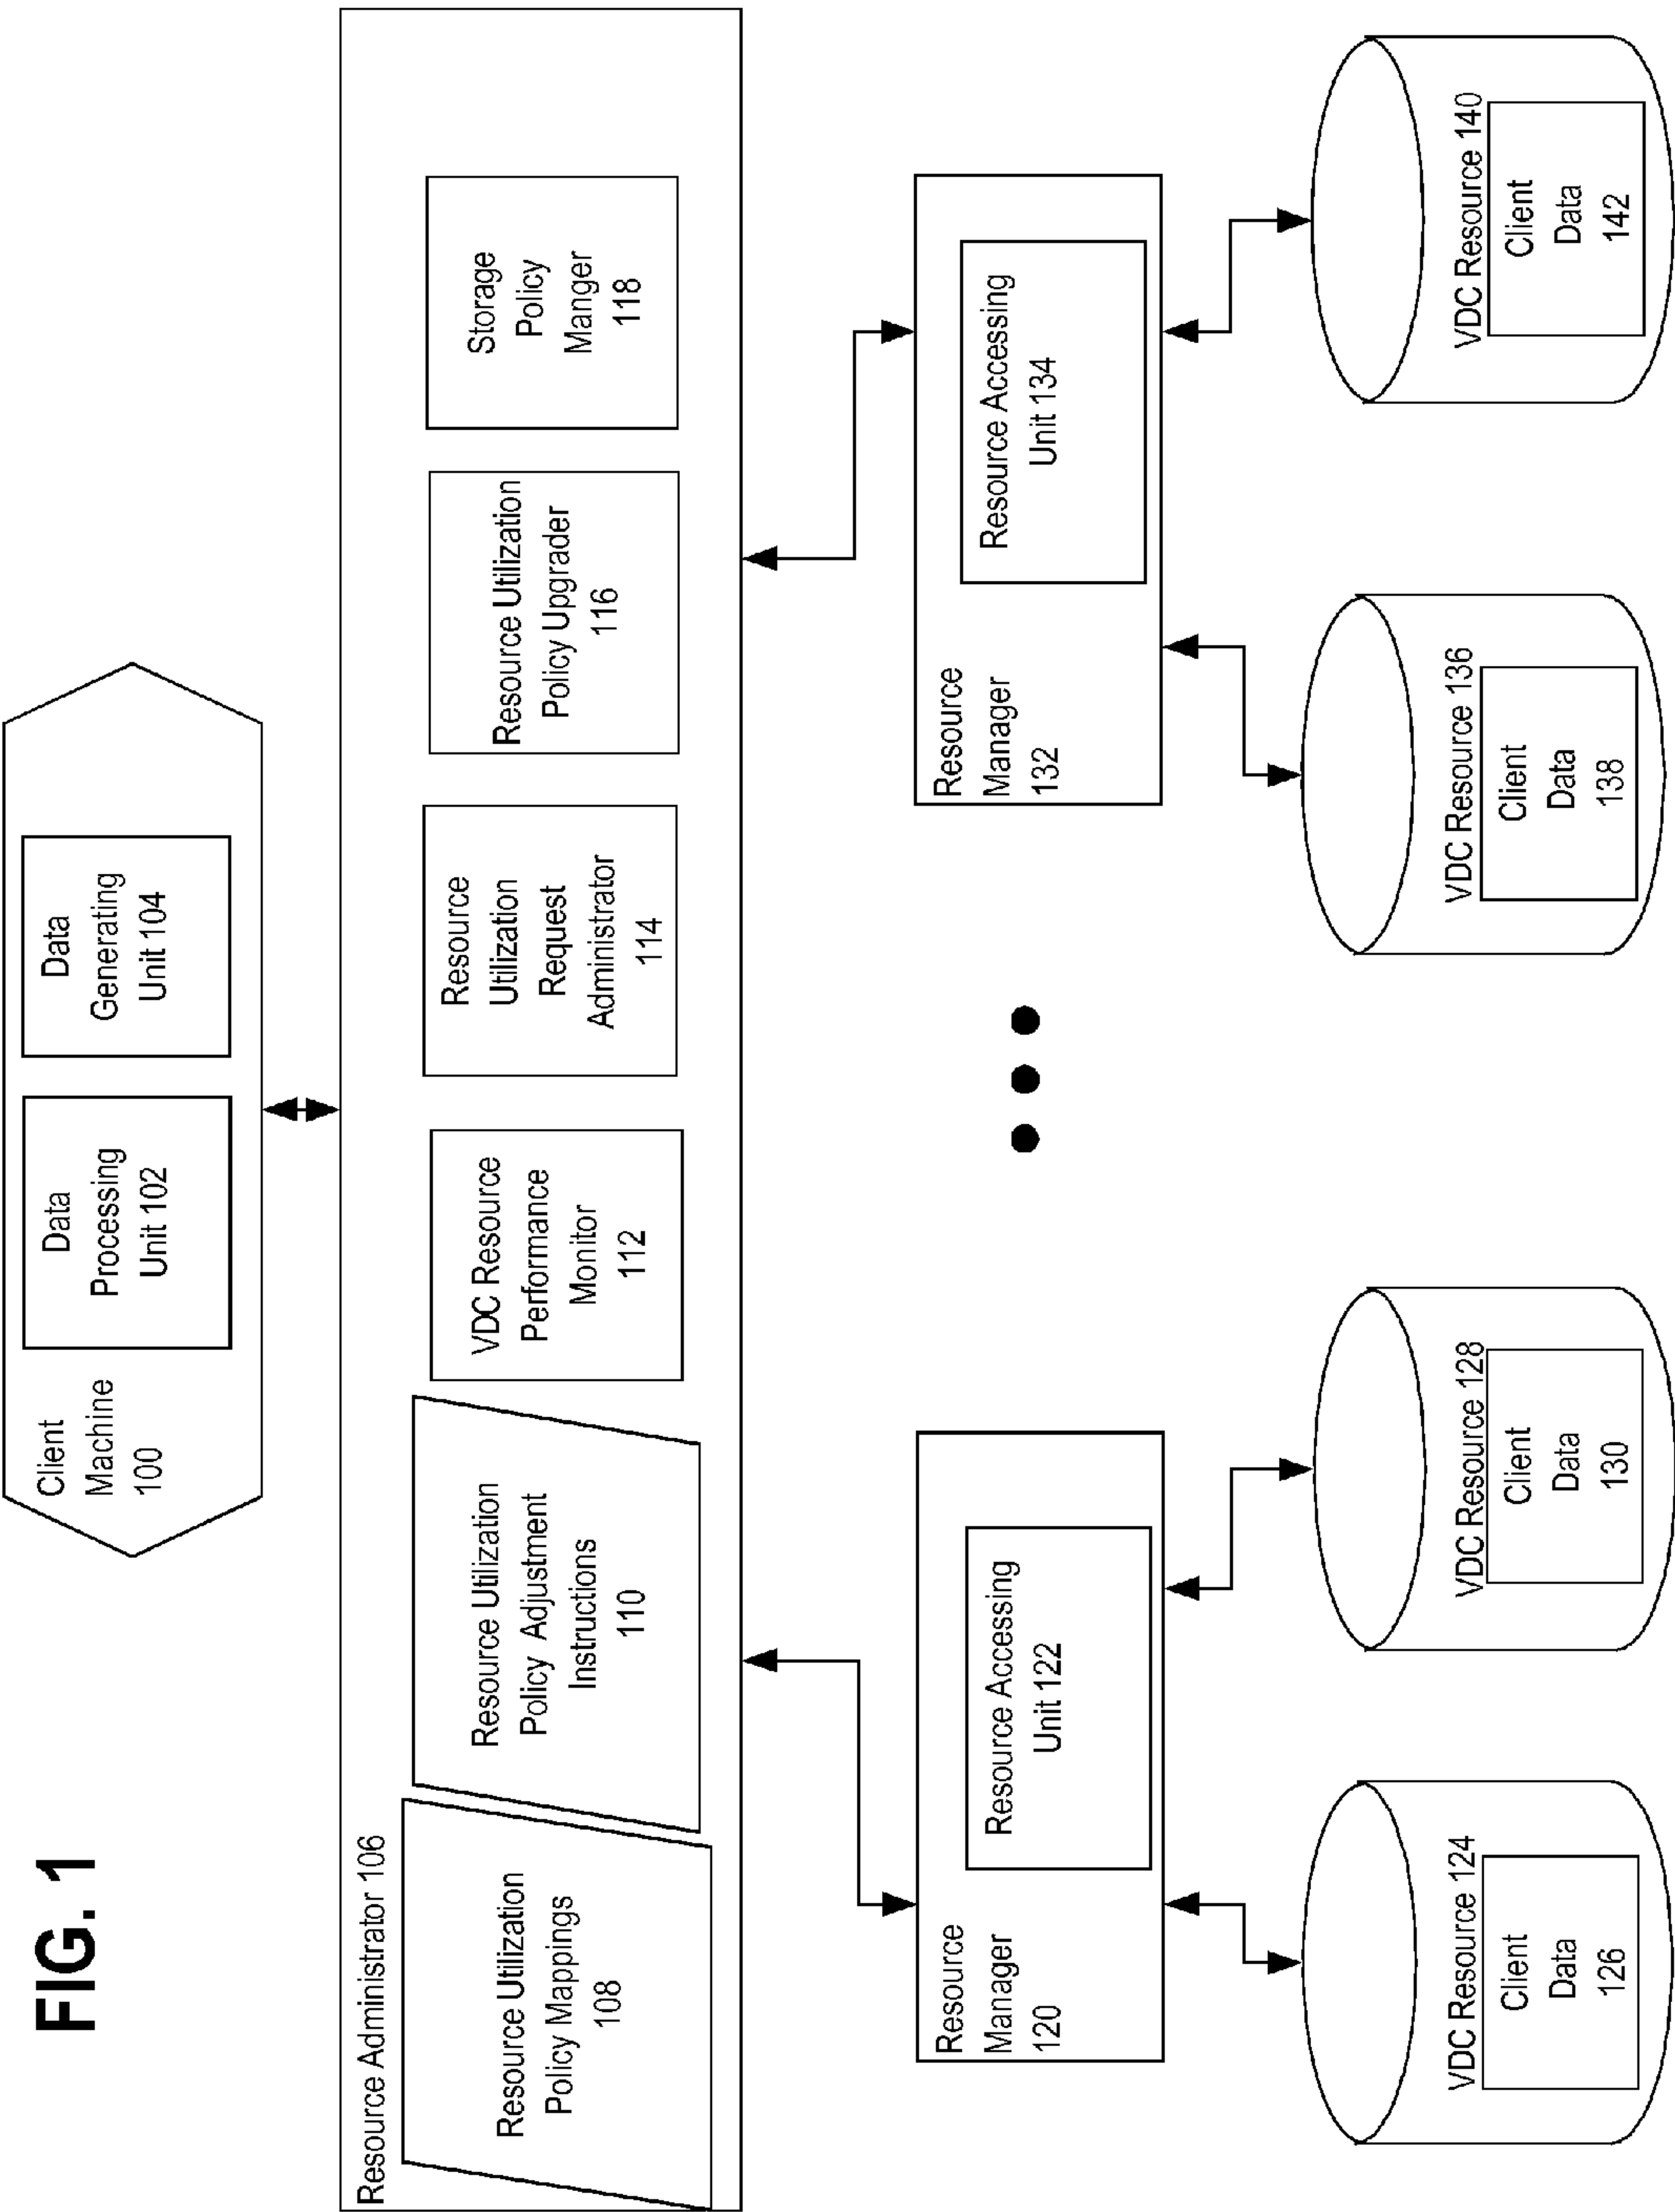 FIG. 1
Client
Machine
100
Data
Processing
Unit 102
Data
Generating
Unit 104
Resource Administrator 106
Resource Utilization
Policy Mappings
108
Resource Utilization
Policy Adjustment
Instructions
110
VDC Resource
Performance
Monitor
112
Resource
Utilization
Request
Administrator
114
Resource Utilization
Policy Upgrader
116
Storage
Policy
Manger
118
Resource
Manager
120
Resource Accessing
Unit 122
Resource
Manager
132
Resource Accessing
Unit 134
VDC Resource 124
Client
Data
126
VDC Resource 128
Client
Data
130
VDC Resource 136
Client
Data
138
VDC Resource 140
Client
Data
142